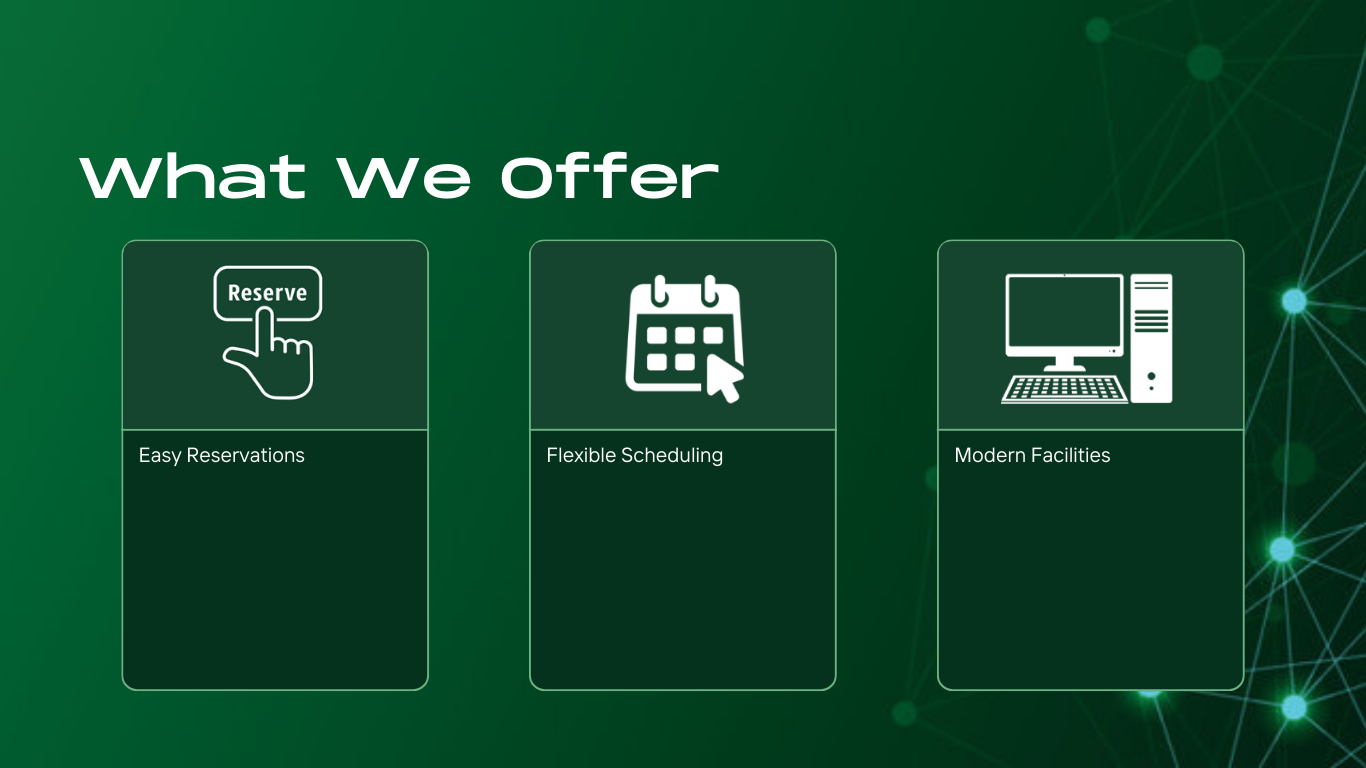 What We Offer
Reserve
Easy Reservations
Flexible Scheduling
Modern Facilities